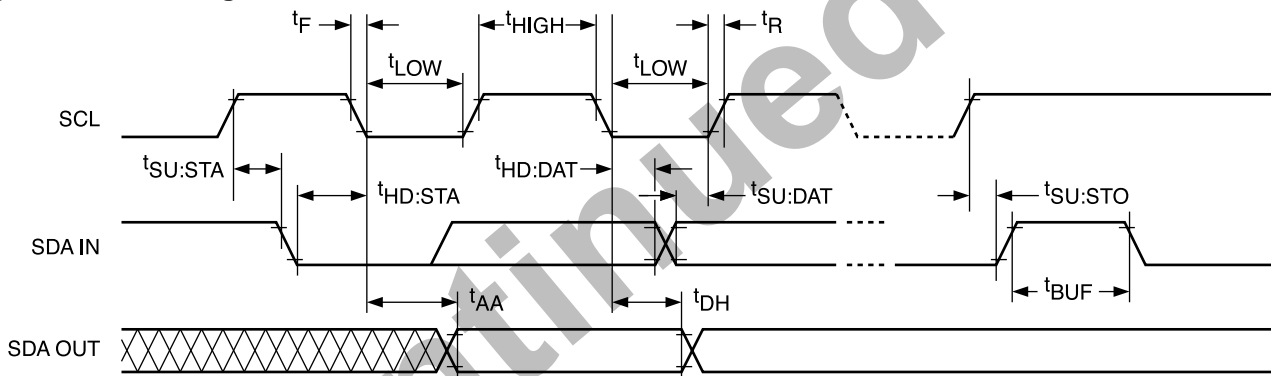 tF tHIGH tR
tLOW tLOW
SCL
tSU:STA tHD:STA tHD:DAT tSU:DAT tSU:STO
SDA IN
tBUF
tAA tDH
SDA OUT